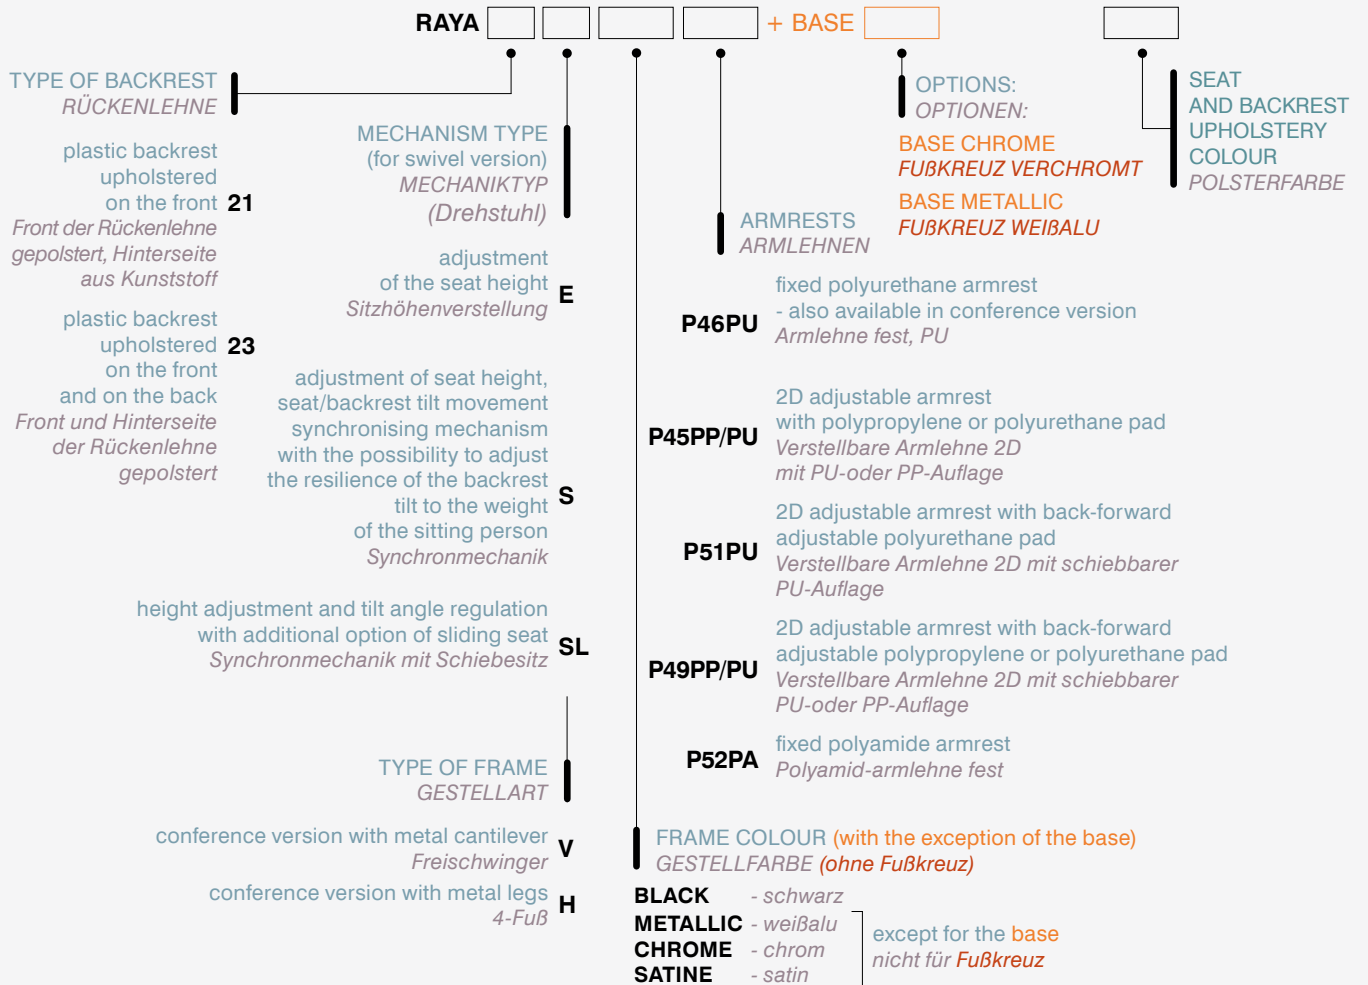 RAYA + BASE
TYPE OF BACKREST
RÜCKENLEHNE
plastic backrest
upholstered
on the front 21
Front der Rückenlehne
gepolstert, Hinterseite
aus Kunststoff
plastic backrest
upholstered 23
on the front
and on the back
Front und Hinterseite
der Rückenlehne
gepolstert
MECHANISM TYPE
(for swivel version)
MECHANIKTYP
(Drehstuhl)
adjustment
of the seat height E
Sitzhöhenverstellung
adjustment of seat height,
seat/backrest tilt movement
synchronising mechanism
with the possibility to adjust
the resilience of the backrest
tilt to the weight S
of the sitting person
Synchronmechanik
height adjustment and tilt angle regulation
with additional option of sliding seat SL
Synchronmechanik mit Schiebesitz
TYPE OF FRAME
GESTELLART
conference version with metal cantilever V
Freischwinger
conference version with metal legs H
4-Fuß
FRAME COLOUR (with the exception of the base)
GESTELLFARBE (ohne Fußkreuz)
BLACK - schwarz
METALLIC - weißalu
CHROME - chrom
SATINE - satin
except for the base
nicht für Fußkreuz
ARMRESTS
ARMLEHNEN
fixed polyurethane armrest
P46PU - also available in conference version
Armlehne fest, PU
2D adjustable armrest
P45PP/PU with polypropylene or polyurethane pad
Verstellbare Armlehne 2D
mit PU-oder PP-Auflage
2D adjustable armrest with back-forward
P51PU adjustable polyurethane pad
Verstellbare Armlehne 2D mit schiebbarer
PU-Auflage
2D adjustable armrest with back-forward
adjustable polypropylene or polyurethane pad
P49PP/PU Verstellbare Armlehne 2D mit schiebbarer
PU-oder PP-Auflage
P52PA fixed polyamide armrest
Polyamid-armlehne fest
OPTIONS:
OPTIONEN:
BASE CHROME
FUßKREUZ VERCHROMT
BASE METALLIC
FUßKREUZ WEIßALU
SEAT
AND BACKREST
UPHOLSTERY
COLOUR
POLSTERFARBE